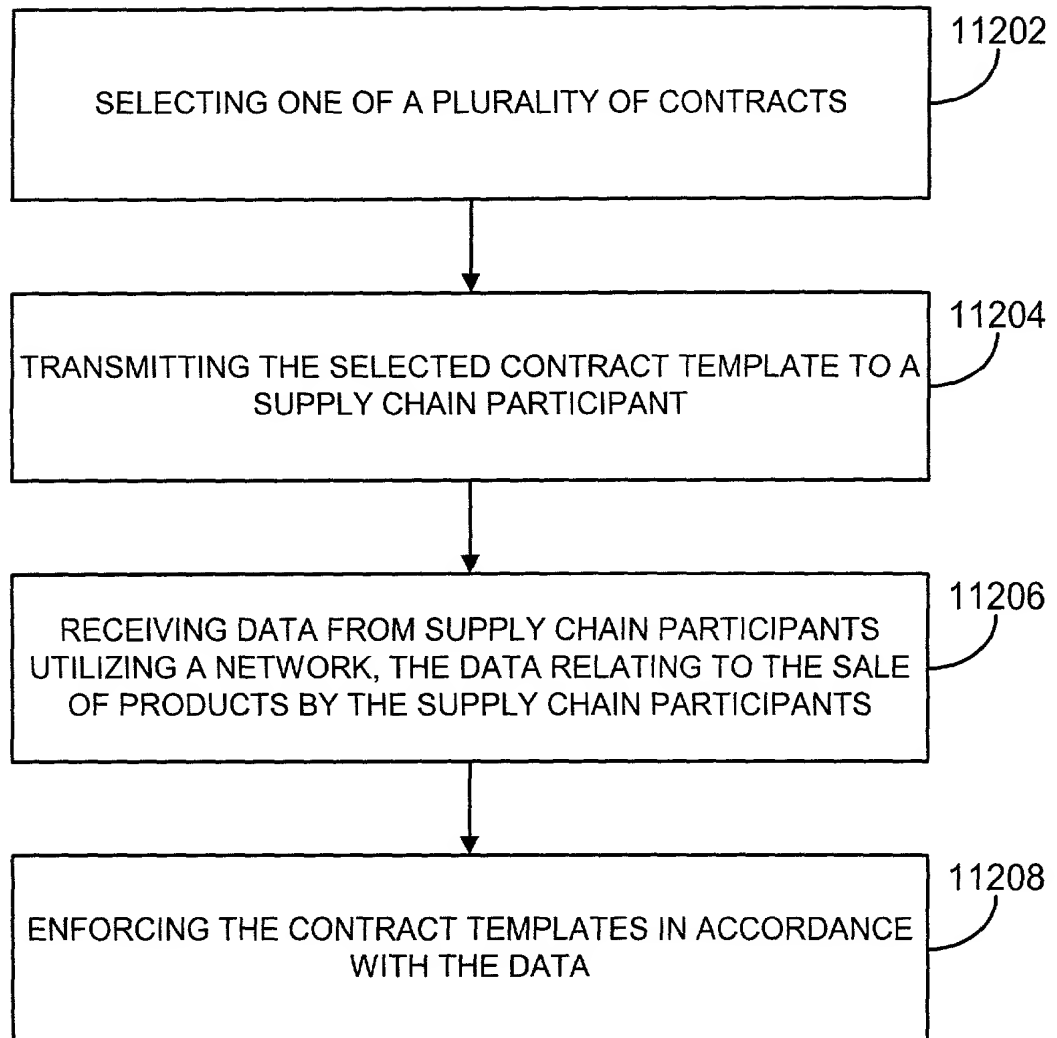 11202
SELECTING ONE OF A PLURALITY OF CONTRACTS
11204
TRANSMITTING THE SELECTED CONTRACT TEMPLATE TO A
SUPPLY CHAIN PARTICIPANT
11206
RECEIVING DATA FROM SUPPLY CHAIN PARTICIPANTS
UTILIZING A NETWORK, THE DATA RELATING TO THE SALE
OF PRODUCTS BY THE SUPPLY CHAIN PARTICIPANTS
11208
ENFORCING THE CONTRACT TEMPLATES IN ACCORDANCE
WITH THE DATA